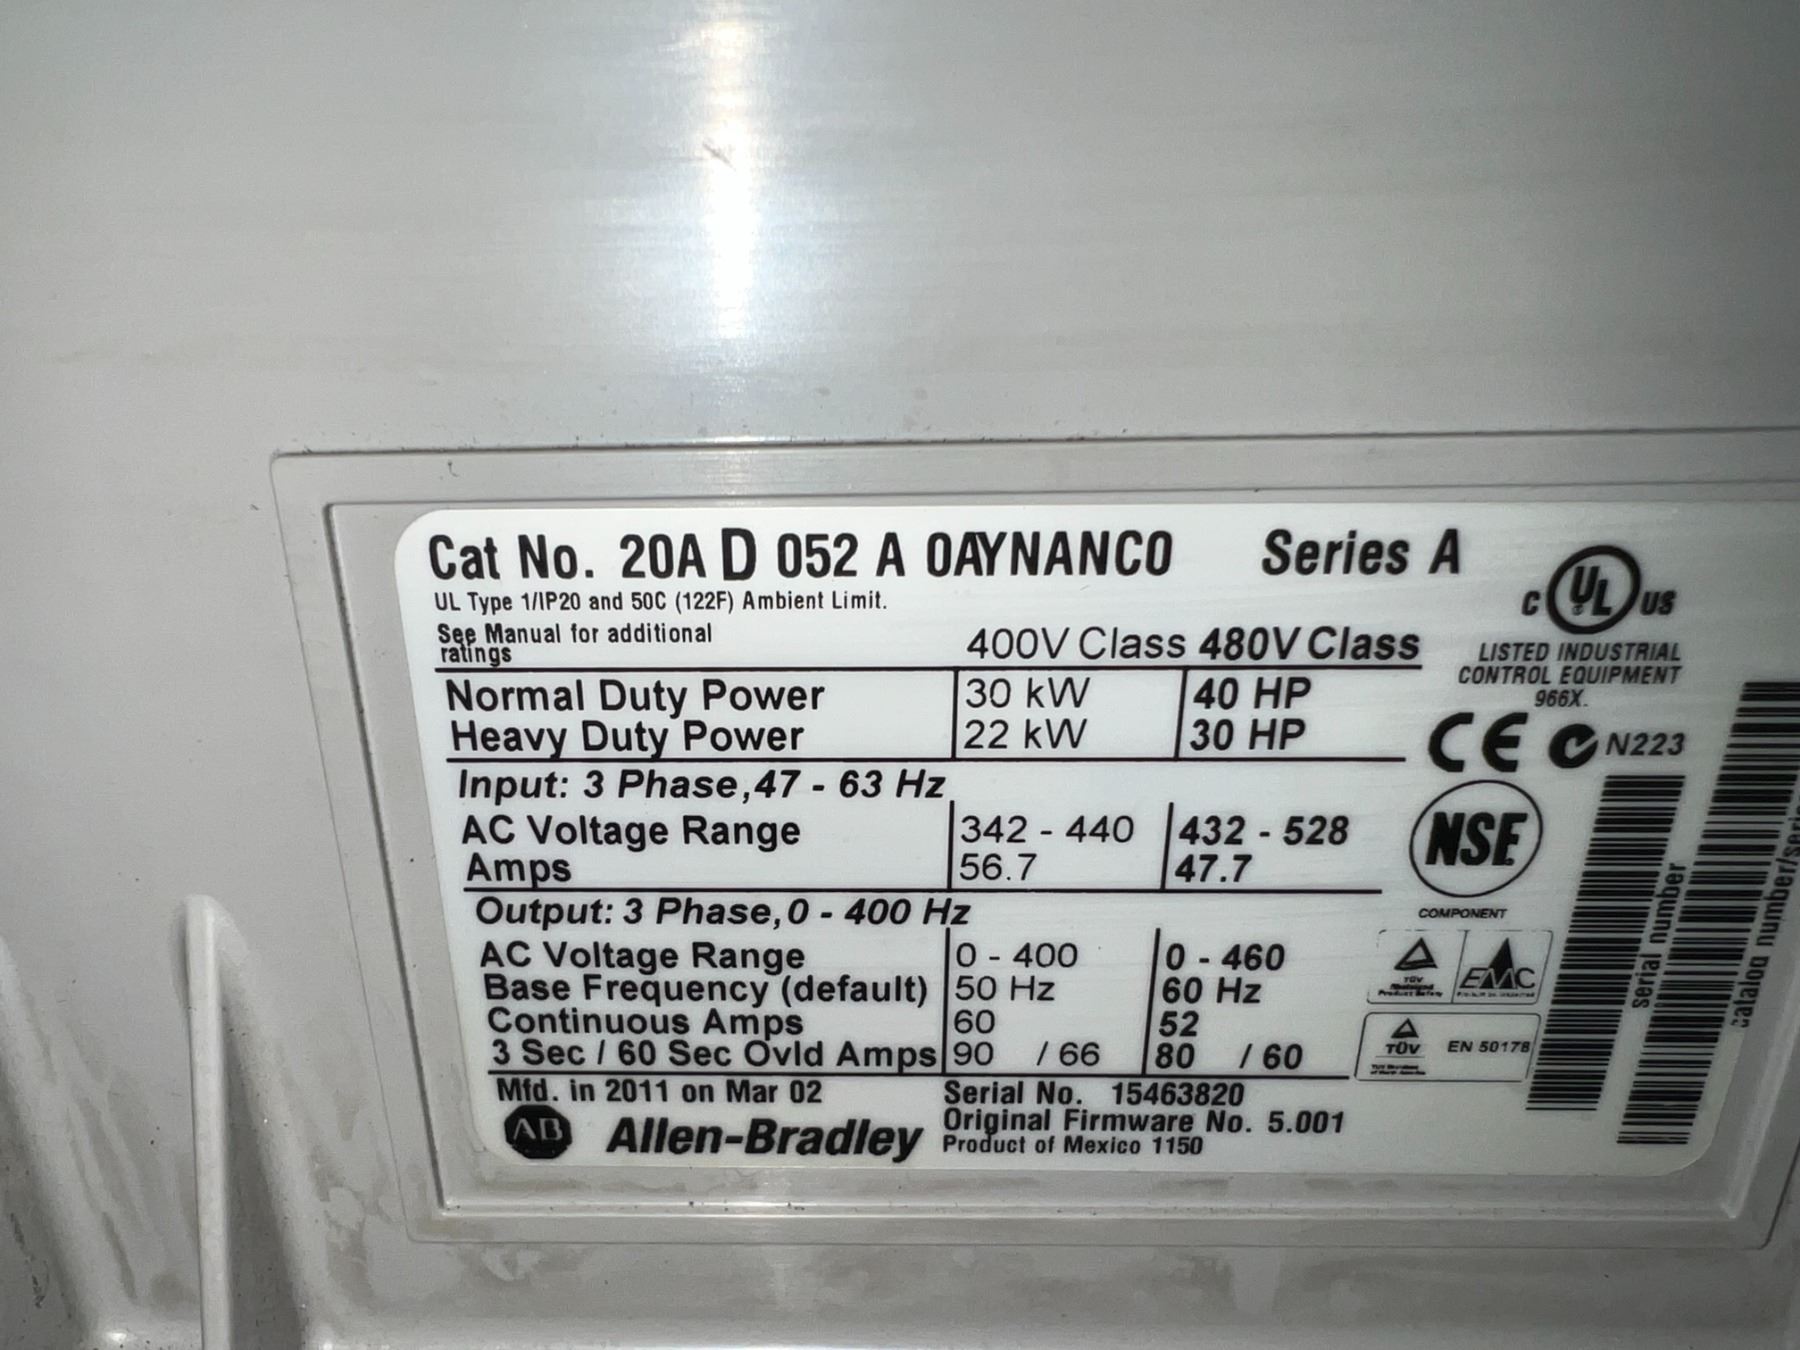 Cat No. 20A D 052 A 0AYNANC0 Series A
UL Type 1/IP20 and 50C (122F) Ambient Limit.
See Manual for additional
ratings
400V Class 480V Class
Normal Duty Power 30 kW 40 HP
Heavy Duty Power 22 kW 30 HP
Input: 3 Phase,47 - 63 Hz
AC Voltage Range 342 - 440 432 - 528
Amps 56.7 47.7
Output: 3 Phase,0 - 400 Hz
AC Voltage Range 0 - 400 0 - 460
Base Frequency (default) 50 Hz 60 Hz
Continuous Amps 60 52
3 Sec / 60 Sec Ovld Amps 90 / 66 80 / 60
Mfd. in 2011 on Mar 02 Serial No. 15463820
Original Firmware No. 5.001
AB Allen-Bradley Product of Mexico 1150
C UL US
LISTED INDUSTRIAL
CONTROL EQUIPMENT
966X.
CE C N223
NSF
COMPONENT
TÜV
Rheinland
Product Safety
EMC
TÜV EN 50178
serial number
catalog number/series